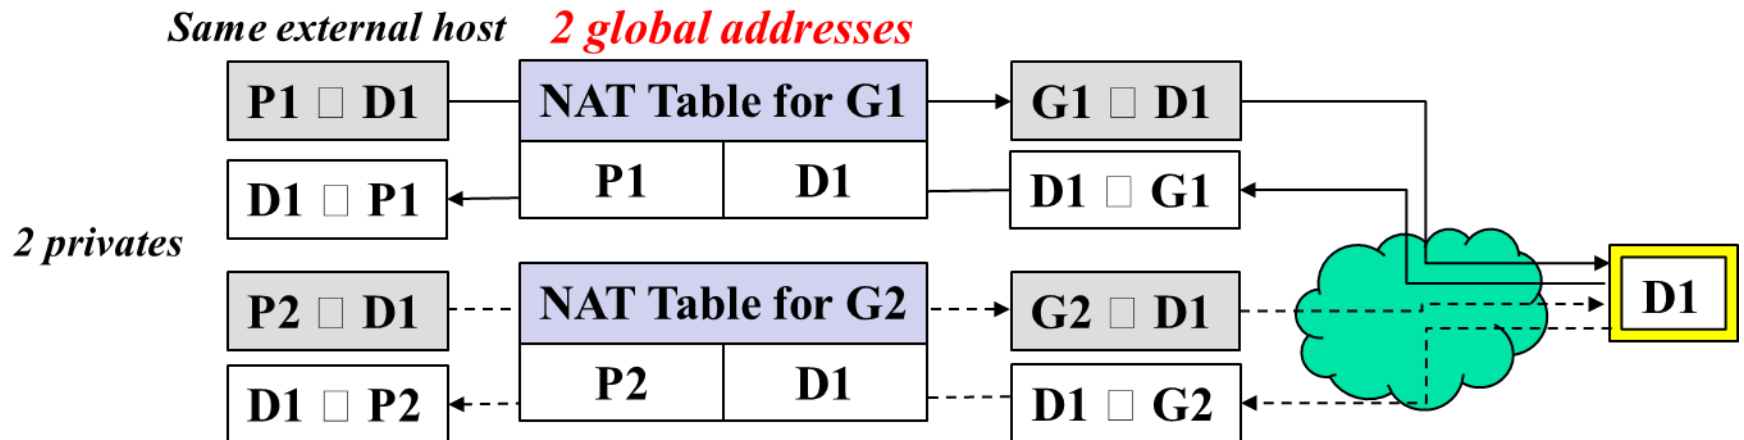 Same external host 2 global addresses
P1 □ D1
NAT Table for G1
G1 □ D1
D1 □ P1
P1 D1
D1 □ G1
2 privates
P2 □ D1
NAT Table for G2
G2 □ D1
D1
D1 □ P2
P2 D1
D1 □ G2